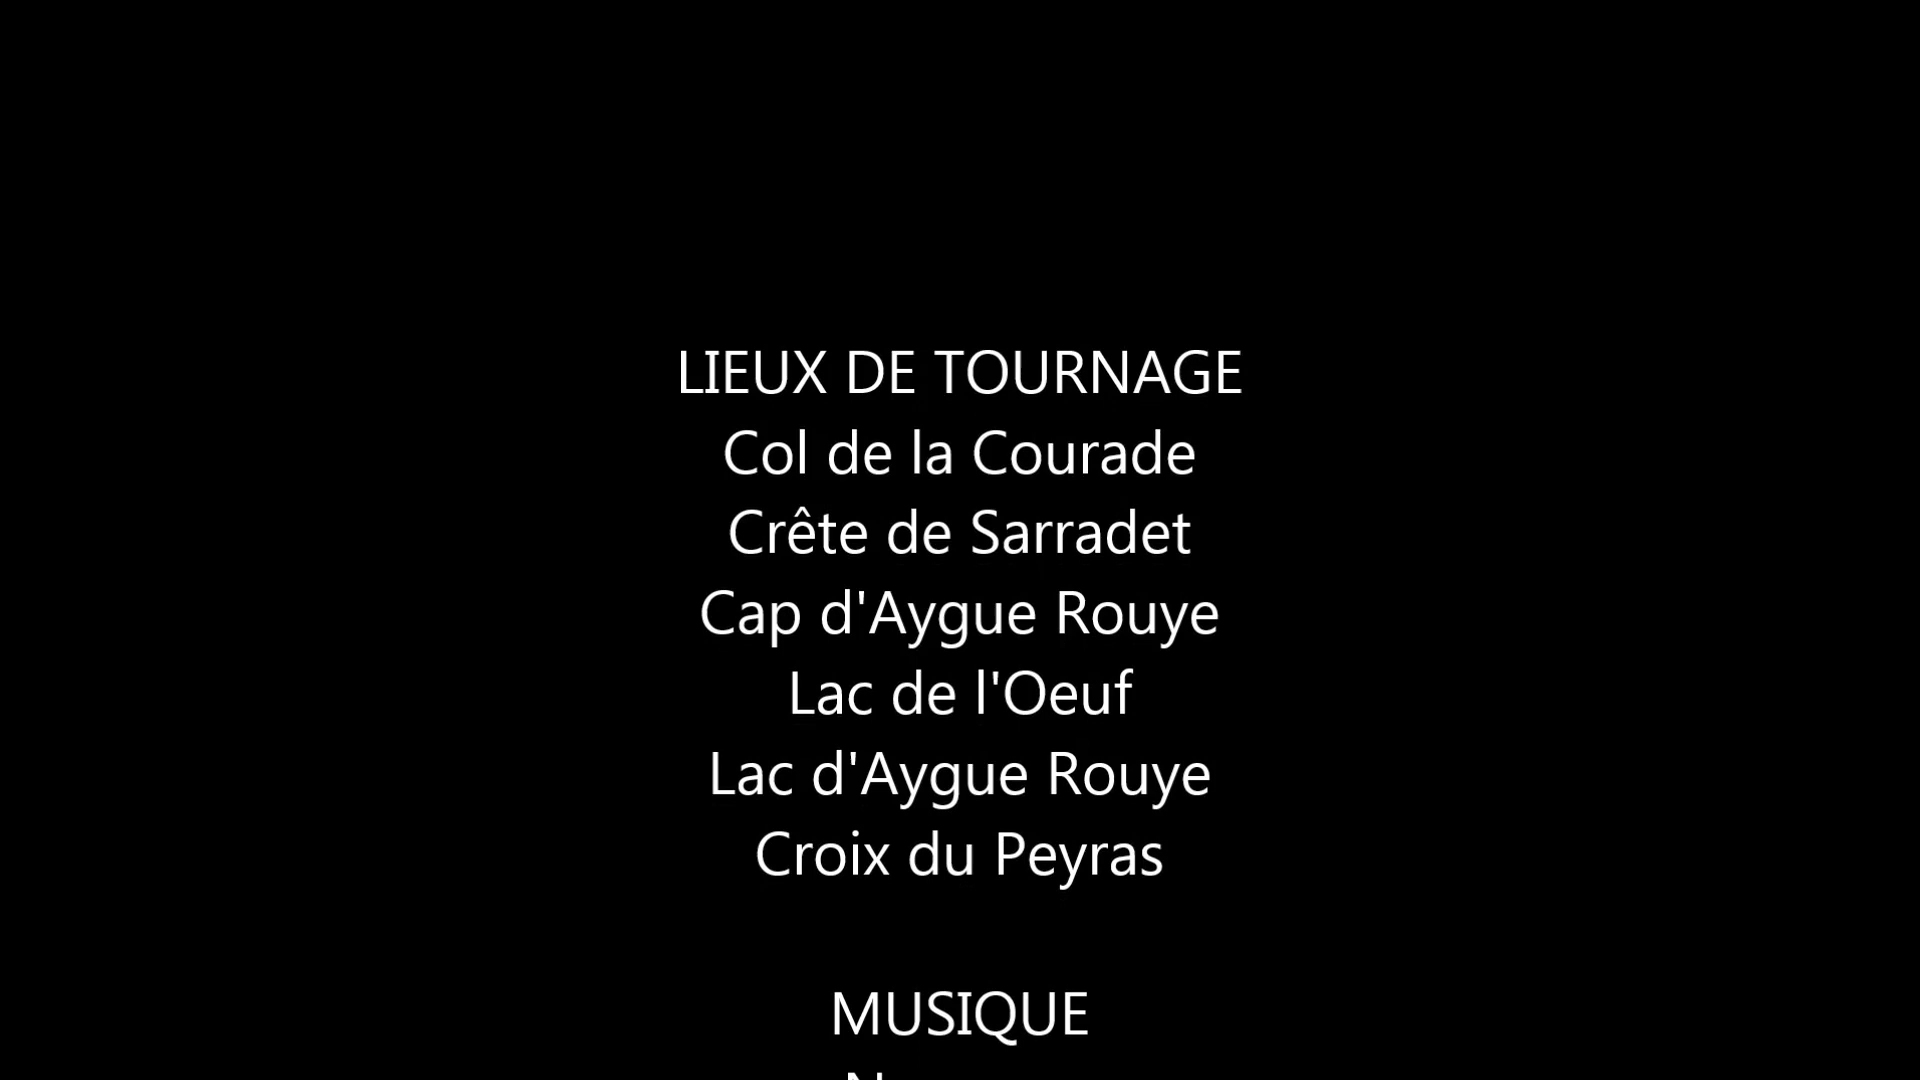 LIEUX DE TOURNAGE
Col de la Courade
Crête de Sarradet
Cap d'Aygue Rouye
Lac de l'Oeuf
Lac d'Aygue Rouye
Croix du Peyras
MUSIQUE